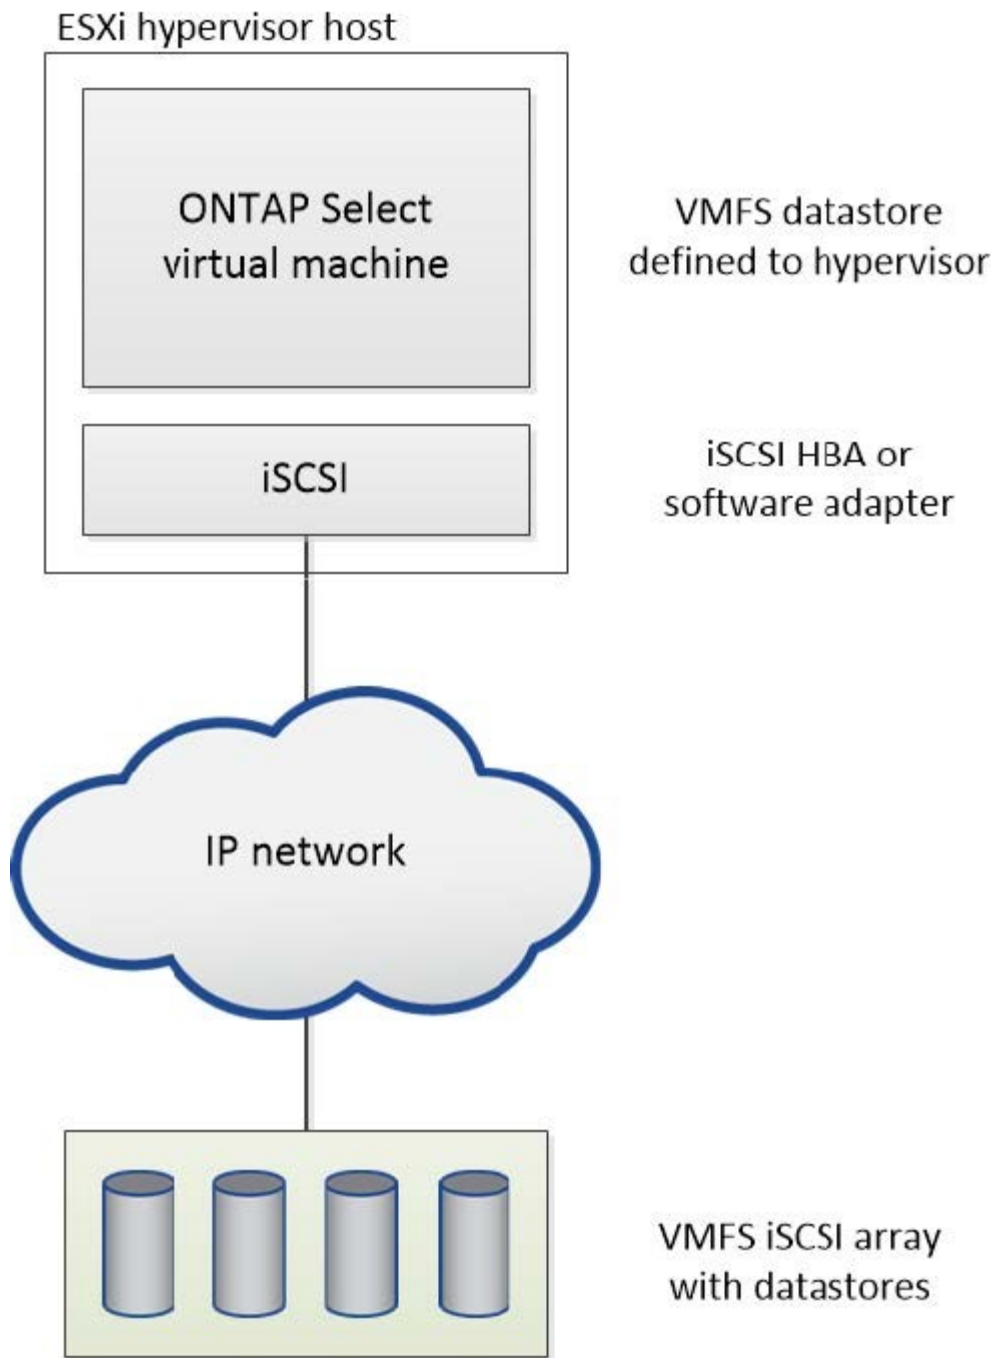 ESXi hypervisor host
ONTAP Select
virtual machine
VMFS datastore
defined to hypervisor
iSCSI
iSCSI HBA or
software adapter
IP network
VMFS iSCSI array
with datastores